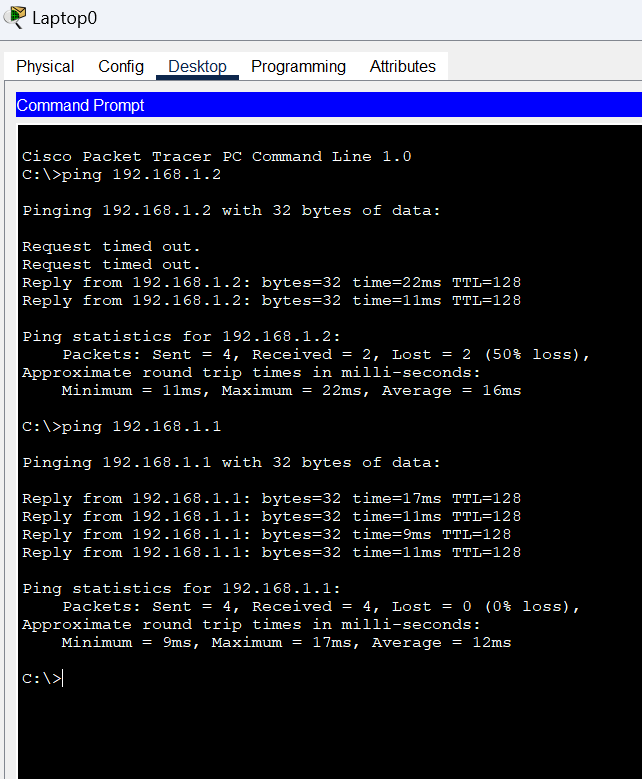 Laptop0
Physical Config Desktop Programming Attributes
Command Prompt
Cisco Packet Tracer PC Command Line 1.0
C:\>ping 192.168.1.2
Pinging 192.168.1.2 with 32 bytes of data:
Request timed out.
Request timed out.
Reply from 192.168.1.2: bytes=32 time=22ms TTL=128
Reply from 192.168.1.2: bytes=32 time=11ms TTL=128
Ping statistics for 192.168.1.2:
Packets: Sent = 4, Received = 2, Lost = 2 (50% loss),
Approximate round trip times in milli-seconds:
Minimum = 11ms, Maximum = 22ms, Average = 16ms
C:\>ping 192.168.1.1
Pinging 192.168.1.1 with 32 bytes of data:
Reply from 192.168.1.1: bytes=32 time=17ms TTL=128
Reply from 192.168.1.1: bytes=32 time=11ms TTL=128
Reply from 192.168.1.1: bytes=32 time=9ms TTL=128
Reply from 192.168.1.1: bytes=32 time=11ms TTL=128
Ping statistics for 192.168.1.1:
Packets: Sent = 4, Received = 4, Lost = 0 (0% loss),
Approximate round trip times in milli-seconds:
Minimum = 9ms, Maximum = 17ms, Average = 12ms
C:\>